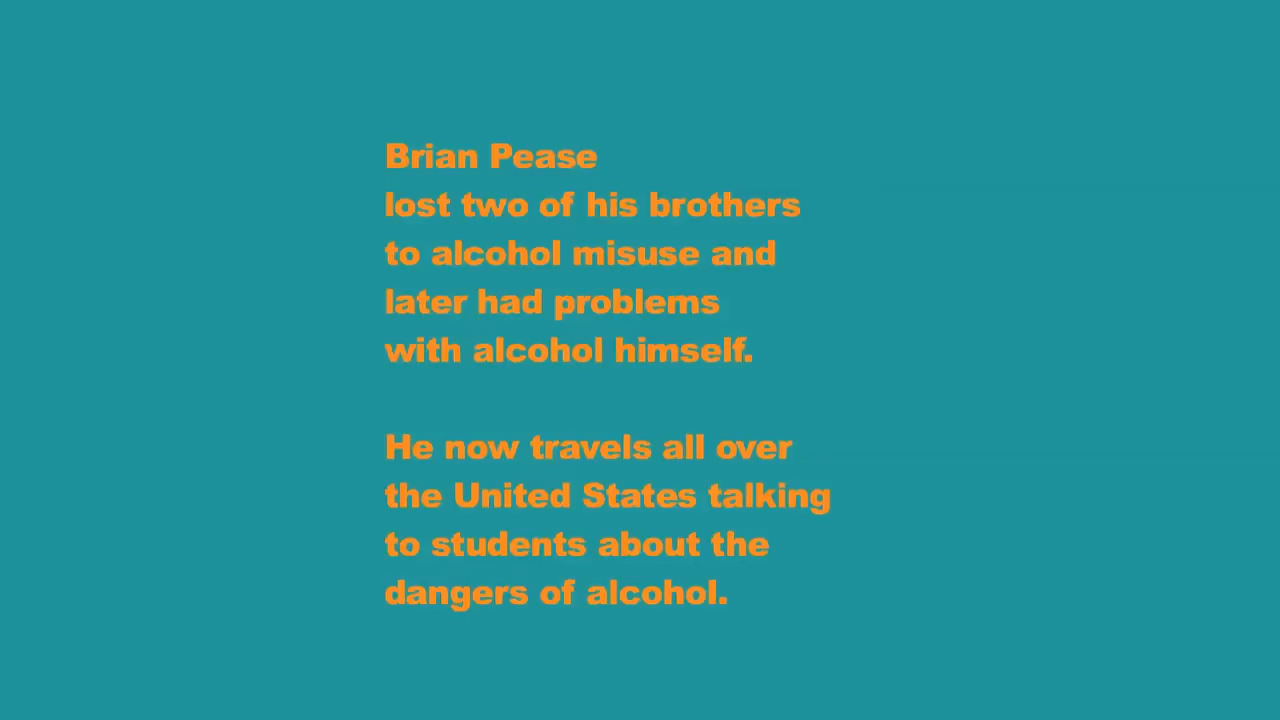 Brian Pease
lost two of his brothers
to alcohol misuse and
later had problems
with alcohol himself.
He now travels all over
the United States talking
to students about the
dangers of alcohol.